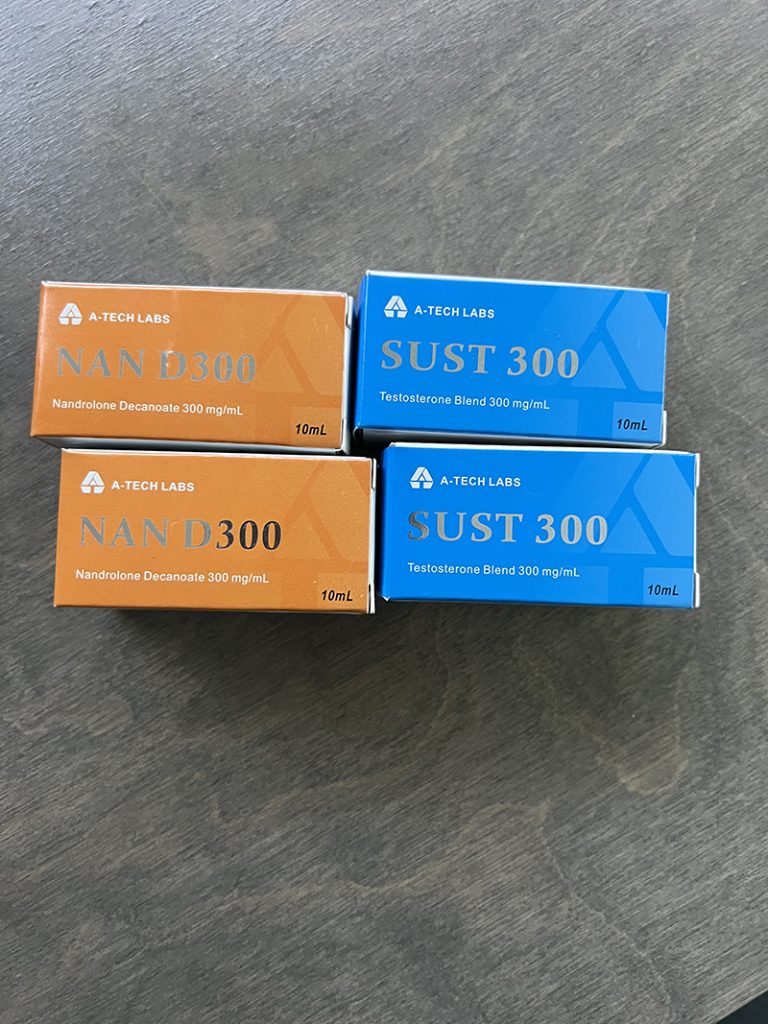 A-TECH LABS
NAN D300
Nandrolone Decanoate 300 mg/mL
10mL
A-TECH LABS
SUST 300
Testosterone Blend 300 mg/mL
10mL
A-TECH LABS
NAN D300
Nandrolone Decanoate 300 mg/mL
10mL
A-TECH LABS
SUST 300
Testosterone Blend 300 mg/mL
10mL